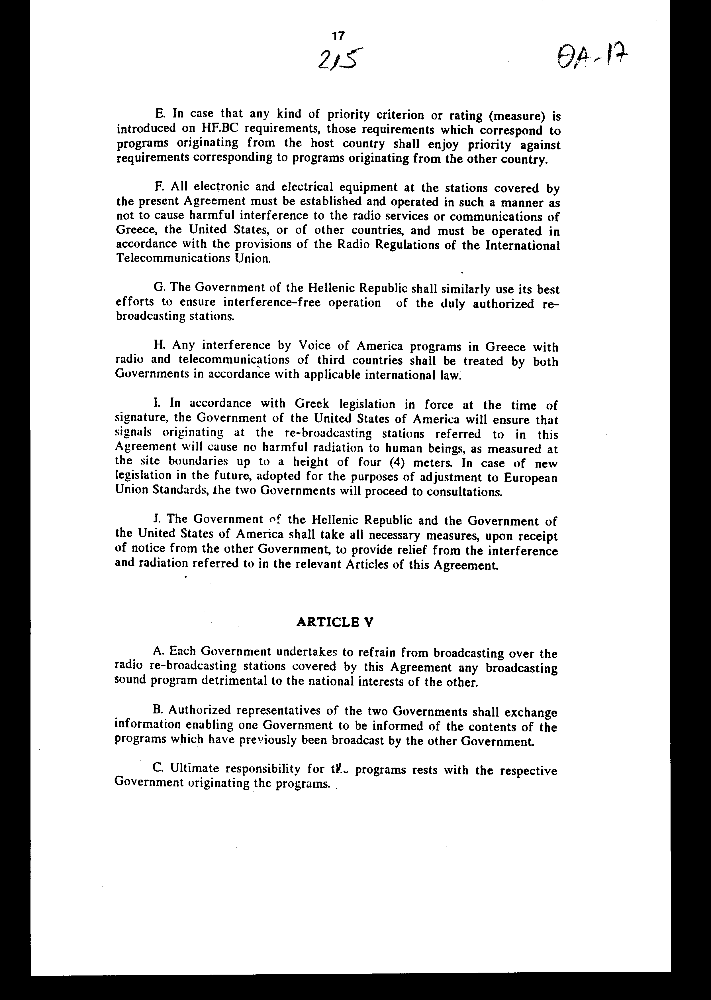 17
215
ΘA-17
E. In case that any kind of priority criterion or rating (measure) is
introduced on HF.BC requirements, those requirements which correspond to
programs originating from the host country shall enjoy priority against
requirements corresponding to programs originating from the other country.
F. All electronic and electrical equipment at the stations covered by
the present Agreement must be established and operated in such a manner as
not to cause harmful interference to the radio services or communications of
Greece, the United States, or of other countries, and must be operated in
accordance with the provisions of the Radio Regulations of the International
Telecommunications Union.
G. The Government of the Hellenic Republic shall similarly use its best
efforts to ensure interference-free operation of the duly authorized re-
broadcasting stations.
H. Any interference by Voice of America programs in Greece with
radio and telecommunications of third countries shall be treated by both
Governments in accordance with applicable international law.
I. In accordance with Greek legislation in force at the time of
signature, the Government of the United States of America will ensure that
signals originating at the re-broadcasting stations referred to in this
Agreement will cause no harmful radiation to human beings, as measured at
the site boundaries up to a height of four (4) meters. In case of new
legislation in the future, adopted for the purposes of adjustment to European
Union Standards, the two Governments will proceed to consultations.
J. The Government of the Hellenic Republic and the Government of
the United States of America shall take all necessary measures, upon receipt
of notice from the other Government, to provide relief from the interference
and radiation referred to in the relevant Articles of this Agreement.
ARTICLE V
A. Each Government undertakes to refrain from broadcasting over the
radio re-broadcasting stations covered by this Agreement any broadcasting
sound program detrimental to the national interests of the other.
B. Authorized representatives of the two Governments shall exchange
information enabling one Government to be informed of the contents of the
programs which have previously been broadcast by the other Government.
C. Ultimate responsibility for the programs rests with the respective
Government originating the programs.